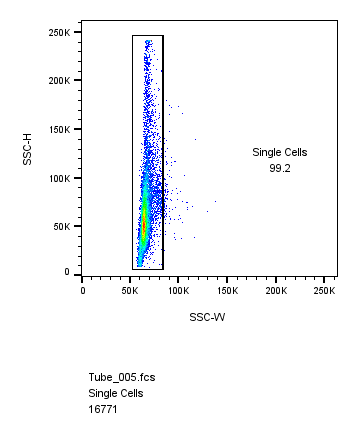 250K
200K
150K
100K
50K
0
SSC-H
Single Cells
99.2
0 50K 100K 150K 200K 250K
SSC-W
Tube_005.fcs
Single Cells
16771